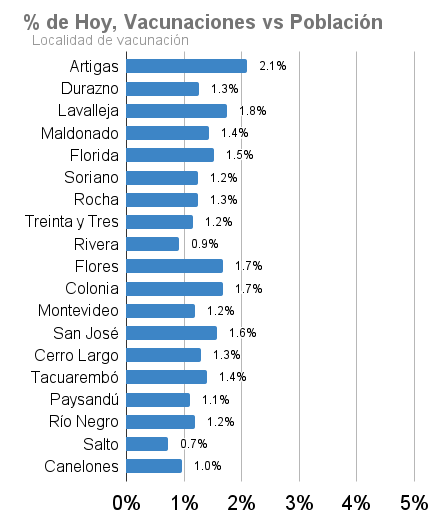 % de Hoy, Vacunaciones vs Población
Localidad de vacunación
Artigas 2.1%
Durazno 1.3%
Lavalleja 1.8%
Maldonado 1.4%
Florida 1.5%
Soriano 1.2%
Rocha 1.3%
Treinta y Tres 1.2%
Rivera 0.9%
Flores 1.7%
Colonia 1.7%
Montevideo 1.2%
San José 1.6%
Cerro Largo 1.3%
Tacuarembó 1.4%
Paysandú 1.1%
Río Negro 1.2%
Salto 0.7%
Canelones 1.0%
0% 1% 2% 3% 4% 5%